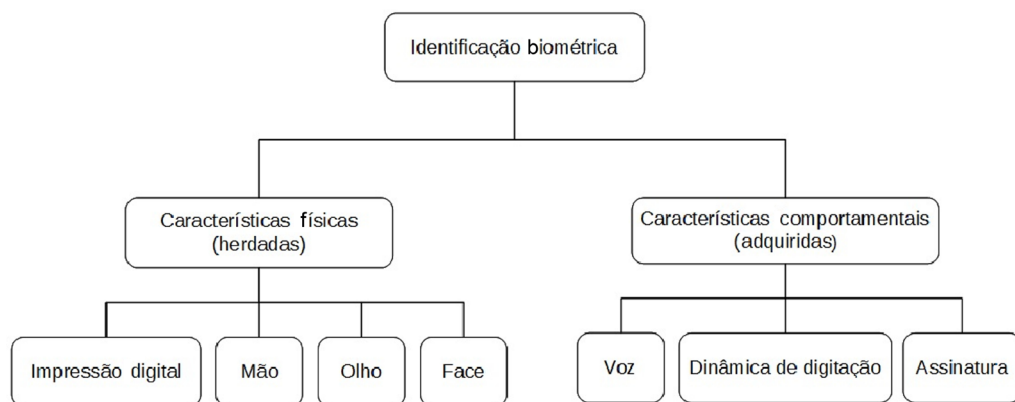 Identificação biométrica
Características físicas
(herdadas)
Características comportamentais
(adquiridas)
Impressão digital
Mão
Olho
Face
Voz
Dinâmica de digitação
Assinatura